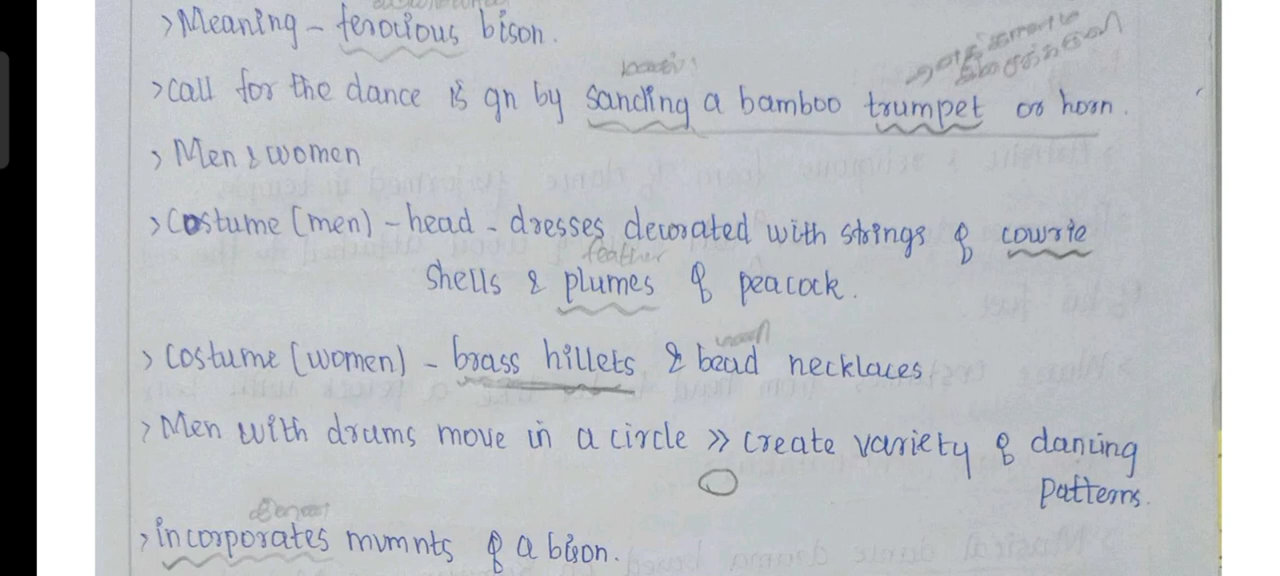 >Meaning - ferocious bison.
>call for the dance is gn by sanding a bamboo trumpet or horn.
> Men & women
>Costume (men) - head - dresses decorated with strings of cowrie
feather
shells & plumes of peacock.
>Costume (women) - brass hillets & bead necklaces
>Men with drums move in a circle >> create variety of dancing
patterns.
>incorporates mvmnts of a bison.